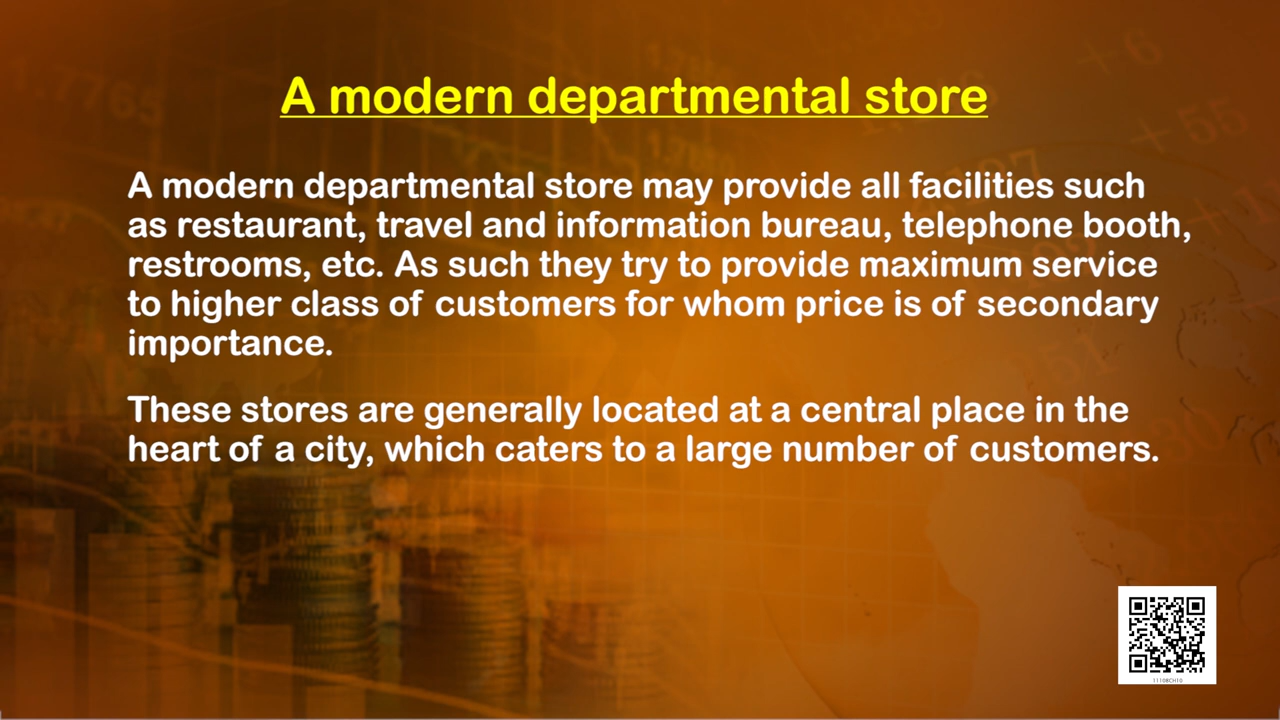 A modern departmental store
A modern departmental store may provide all facilities such
as restaurant, travel and information bureau, telephone booth,
restrooms, etc. As such they try to provide maximum service
to higher class of customers for whom price is of secondary
importance.
These stores are generally located at a central place in the
heart of a city, which caters to a large number of customers.
11108CH10